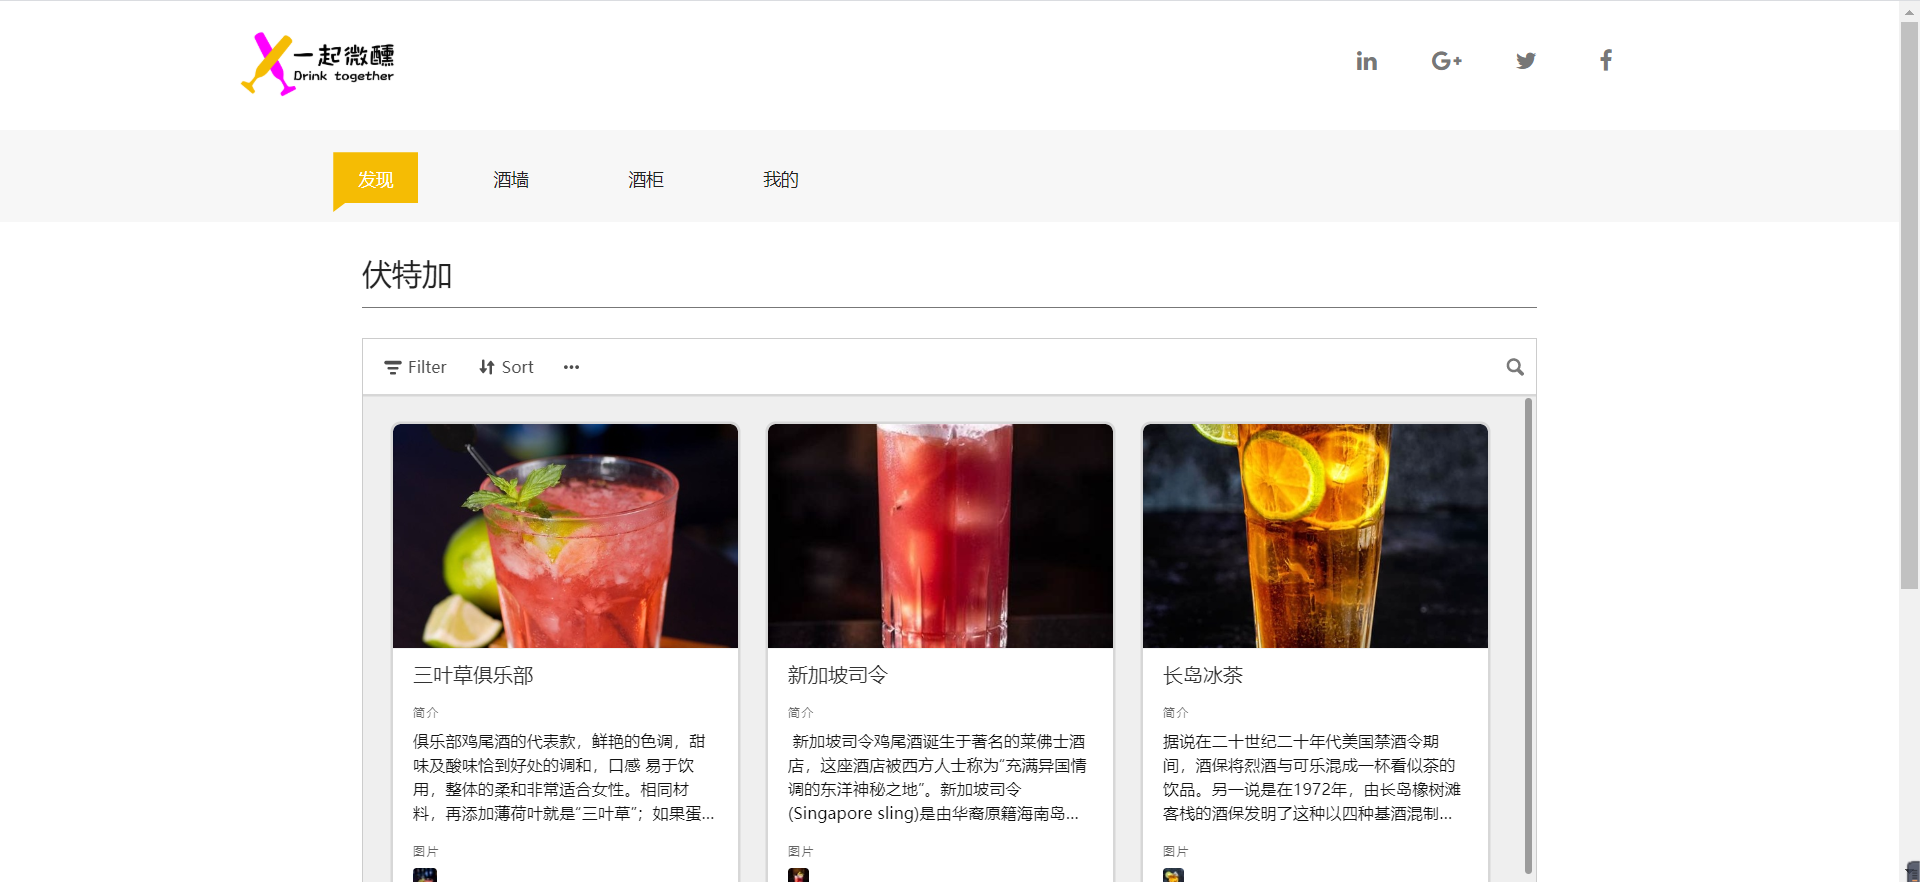 一起微醺
Drink together
发现
酒墙
酒柜
我的
伏特加
Filter
Sort
三叶草俱乐部
简介
俱乐部鸡尾酒的代表款，鲜艳的色调，甜
味及酸味恰到好处的调和，口感 易于饮
用，整体的柔和非常适合女性。相同材
料，再添加薄荷叶就是“三叶草”；如果蛋...
图片
新加坡司令
简介
新加坡司令鸡尾酒诞生于著名的莱佛士酒
店，这座酒店被西方人士称为“充满异国情
调的东洋神秘之地”。新加坡司令
(Singapore sling)是由华裔原籍海南岛...
图片
长岛冰茶
简介
据说在二十世纪二十年代美国禁酒令期
间，酒保将烈酒与可乐混成一杯看似茶的
饮品。另一说是在1972年，由长岛橡树滩
客栈的酒保发明了这种以四种基酒混制...
图片